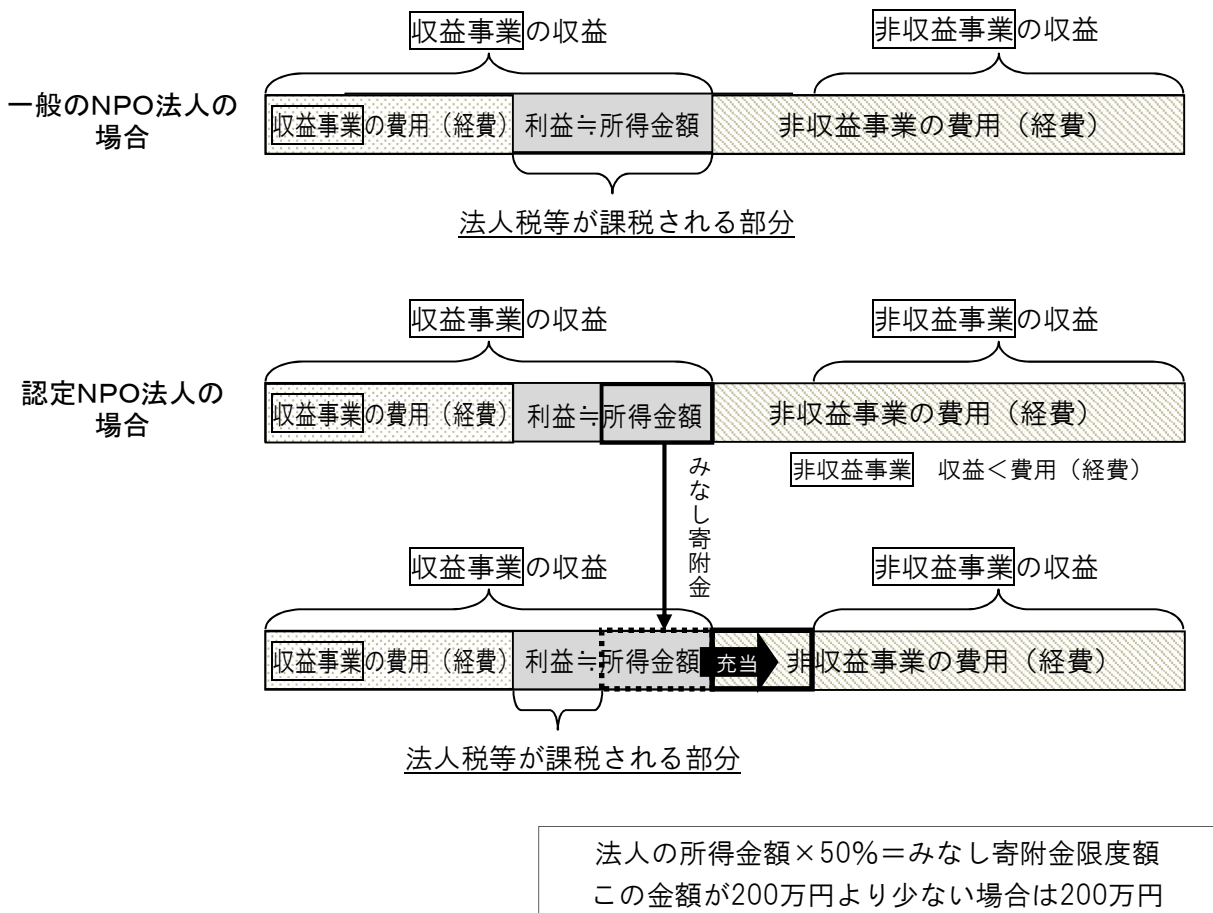 収益事業の収益
非収益事業の収益
一般のNPO法人の
場合
収益事業の費用（経費）
利益≒所得金額
非収益事業の費用（経費）
法人税等が課税される部分
収益事業の収益
非収益事業の収益
認定NPO法人の
場合
収益事業の費用（経費）
利益≒所得金額
非収益事業の費用（経費）
非収益事業　収益＜費用（経費）
みなし寄附金
収益事業の収益
非収益事業の収益
収益事業の費用（経費）
利益≒所得金額
充当
非収益事業の費用（経費）
法人税等が課税される部分
法人の所得金額×50%＝みなし寄附金限度額
この金額が200万円より少ない場合は200万円